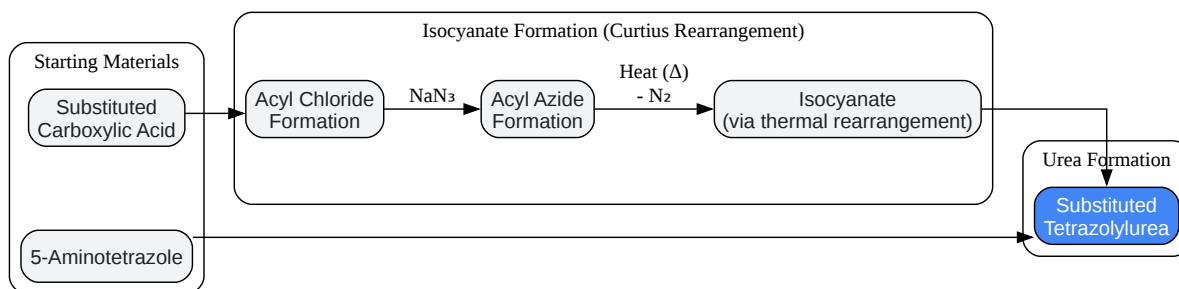 Isocyanate Formation (Curtius Rearrangement)
Starting Materials
Substituted
Carboxylic Acid
Acyl Chloride
Formation
NaN₃
Acyl Azide
Formation
Heat (Δ)
- N₂
Isocyanate
(via thermal rearrangement)
Urea Formation
Substituted
Tetrazolylurea
5-Aminotetrazole